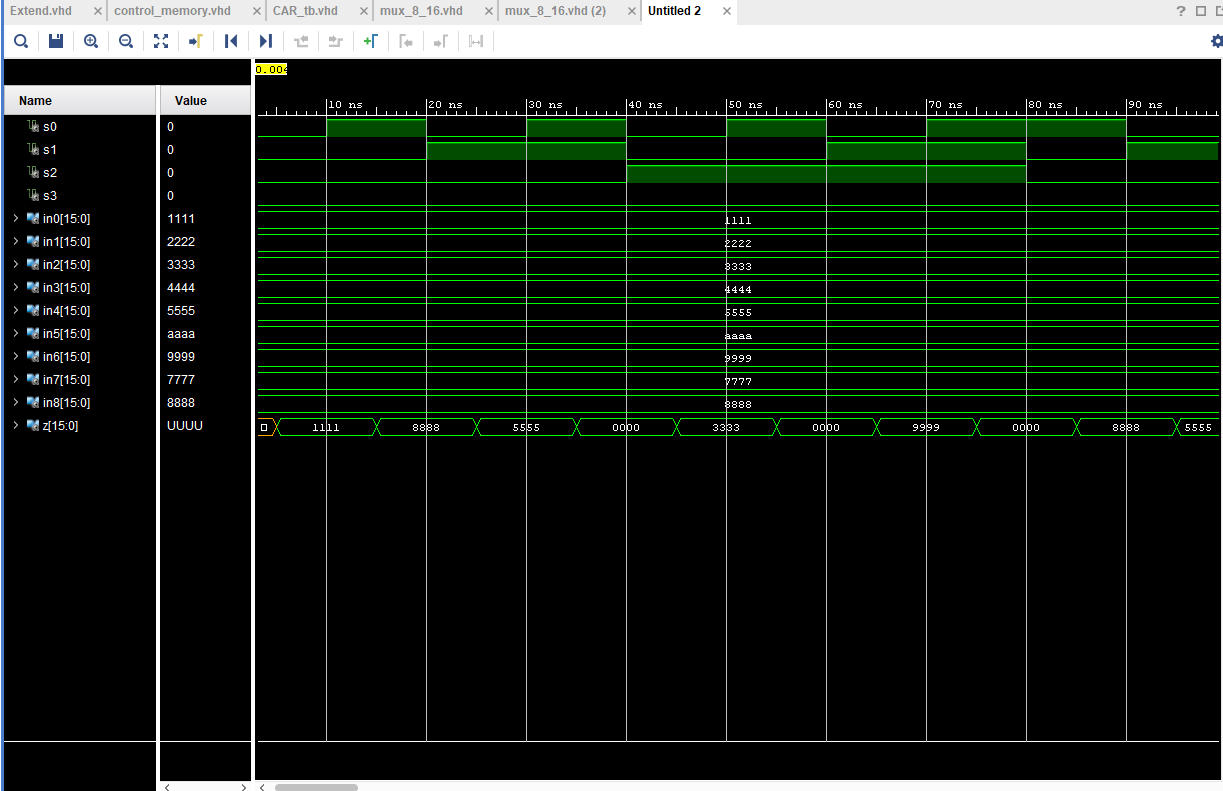 Extend.vhd control_memory.vhd CAR_tb.vhd mux_8_16.vhd mux_8_16.vhd (2) Untitled 2
0.004
Name Value 10 ns 20 ns 30 ns 40 ns 50 ns 60 ns 70 ns 80 ns 90 ns
s0 0
s1 0
s2 0
s3 0
in0[15:0] 1111 1111
in1[15:0] 2222 2222
in2[15:0] 3333 3333
in3[15:0] 4444 4444
in4[15:0] 5555 5555
in5[15:0] aaaa aaaa
in6[15:0] 9999 9999
in7[15:0] 7777 7777
in8[15:0] 8888 8888
z[15:0] UUUU 1111 8888 5555 0000 3333 0000 9999 0000 8888 5555